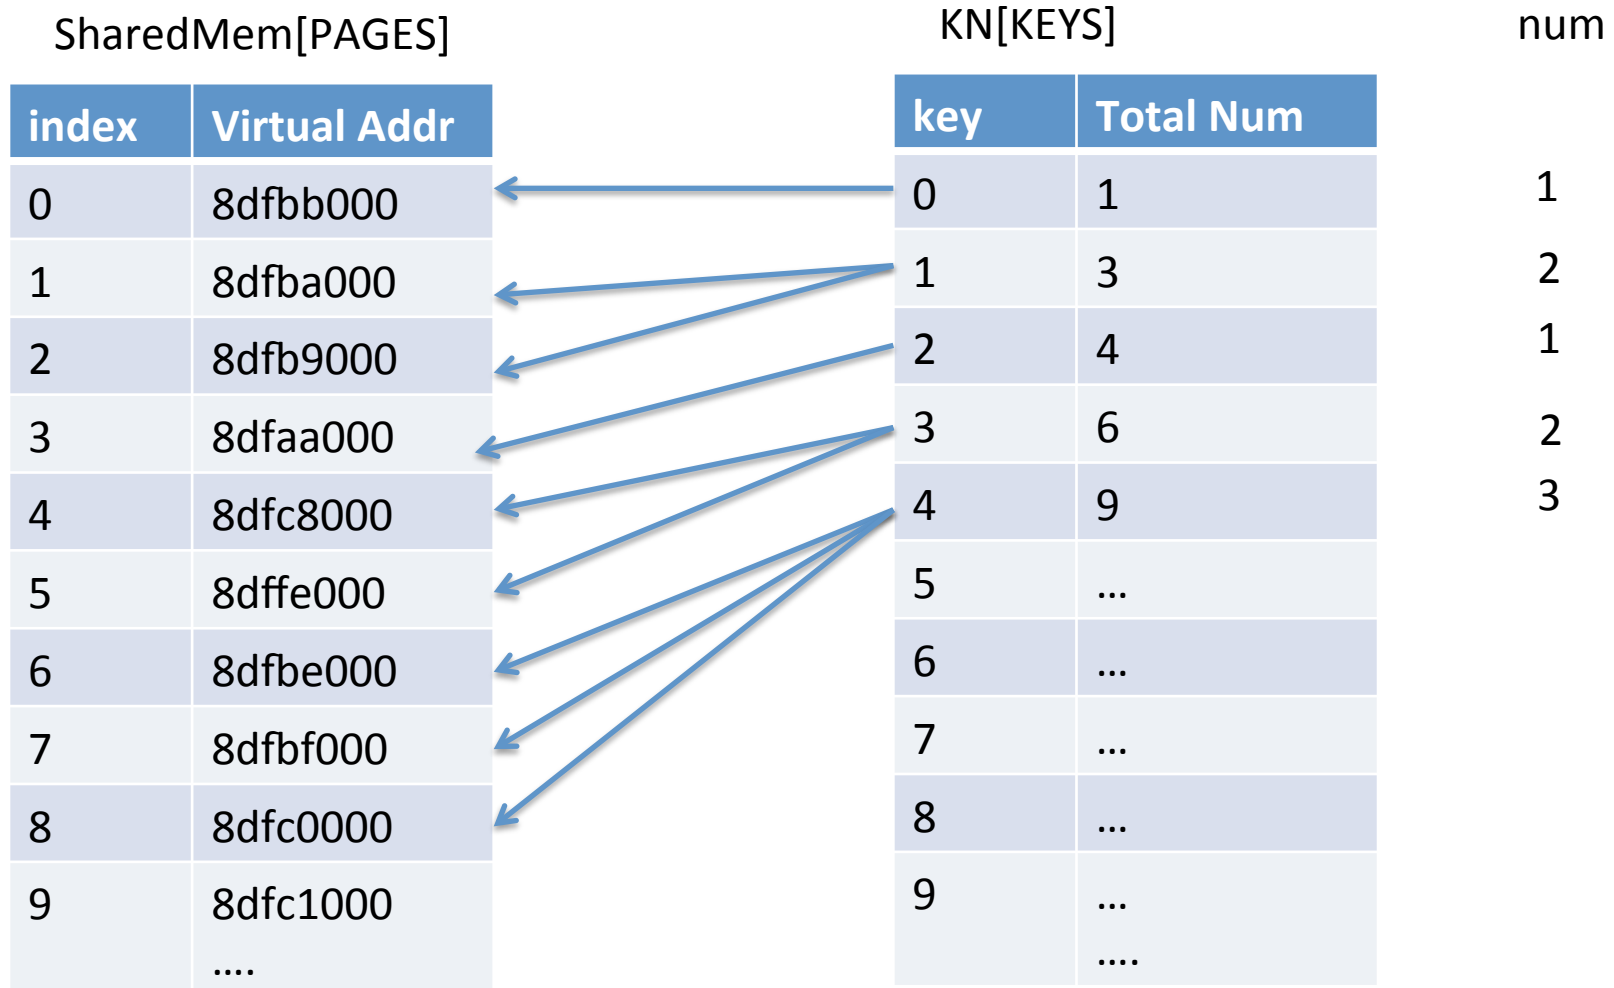 SharedMem[PAGES]
index Virtual Addr
0 8dfbb000
1 8dfba000
2 8dfb9000
3 8dfaa000
4 8dfc8000
5 8dffe000
6 8dfbe000
7 8dfbf000
8 8dfc0000
9 8dfc1000
....
KN[KEYS]
key Total Num
0 1
1 3
2 4
3 6
4 9
5 ...
6 ...
7 ...
8 ...
9 ...
....
num
1
2
1
2
3